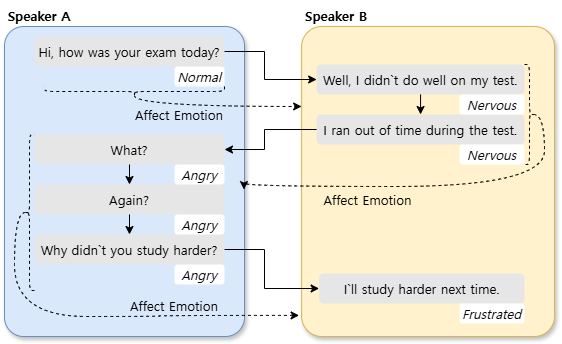 Speaker A
Speaker B
Hi, how was your exam today?
Normal
Well, I didn`t do well on my test.
Nervous
Affect Emotion
I ran out of time during the test.
Nervous
What?
Angry
Again?
Angry
Affect Emotion
Why didn`t you study harder?
Angry
I`ll study harder next time.
Frustrated
Affect Emotion